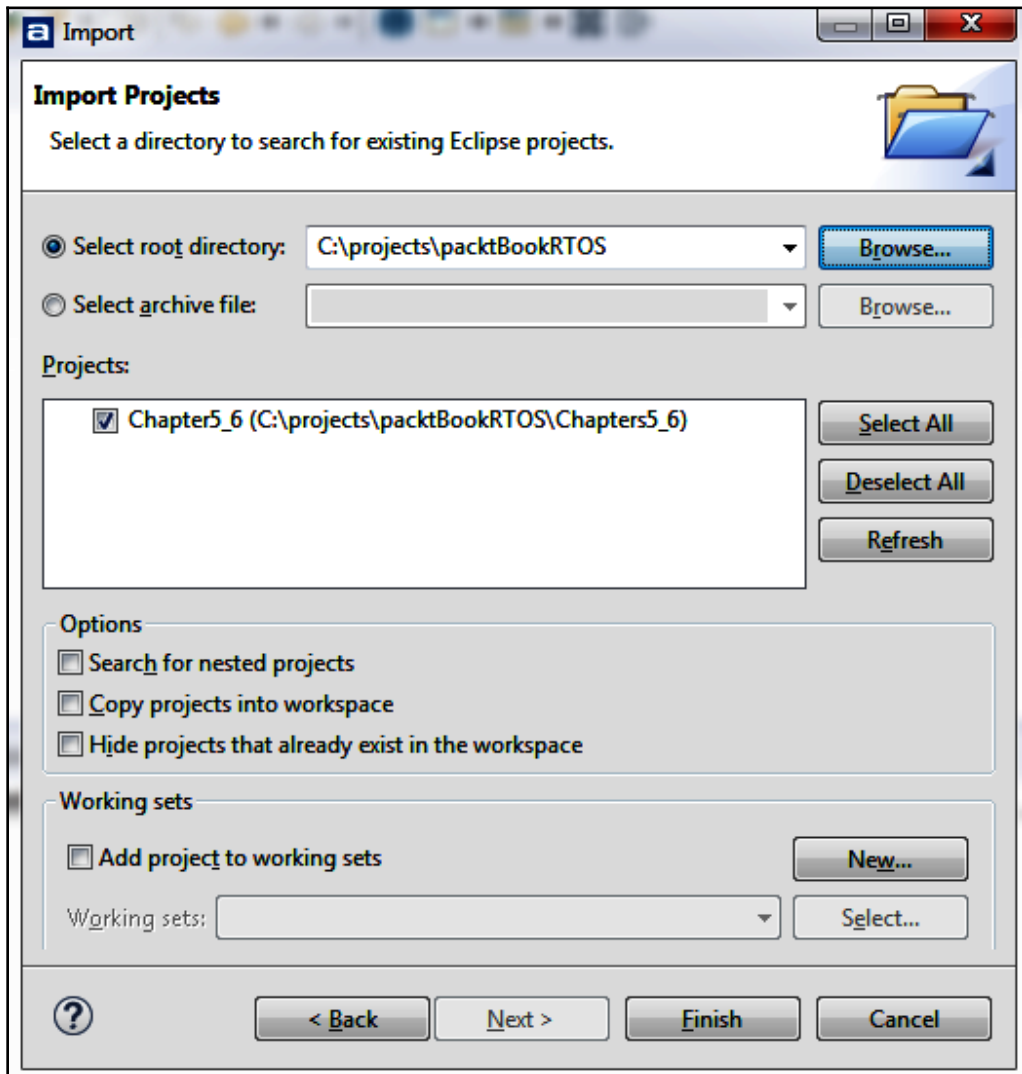 a Import
X
Import Projects
Select a directory to search for existing Eclipse projects.
Select root directory: C:\projects\packtBookRTOS Browse...
Select archive file: Browse...
Projects:
Chapter5_6 (C:\projects\packtBookRTOS\Chapters5_6) Select All
Deselect All
Refresh
Options
Search for nested projects
Copy projects into workspace
Hide projects that already exist in the workspace
Working sets
Add project to working sets New...
Working sets: Select...
? < Back Next > Finish Cancel